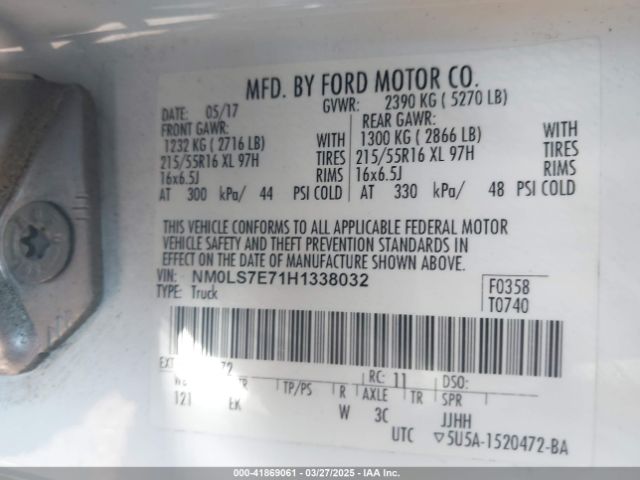 MFD. BY FORD MOTOR CO.
DATE: 05/17 GVWR: 2390 KG ( 5270 LB)
FRONT GAWR: REAR GAWR:
1232 KG ( 2716 LB) WITH 1300 KG ( 2866 LB) WITH
215/55R16 XL 97H TIRES 215/55R16 XL 97H TIRES
16x6.5J RIMS 16x6.5J RIMS
AT 300 kPa/ 44 PSI COLD AT 330 kPa/ 48 PSI COLD
THIS VEHICLE CONFORMS TO ALL APPLICABLE FEDERAL MOTOR
VEHICLE SAFETY AND THEFT PREVENTION STANDARDS IN
EFFECT ON THE DATE OF MANUFACTURE SHOWN ABOVE.
VIN: NM0LS7E71H1338032 F0358
TYPE: Truck T0740
RC: 11 DSO:
TP/PS R AXLE TR SPR
121 EK W 3C JJHH
UTC ▽5U5A-1520472-BA
000-41869061 - 03/27/2025 - IAA Inc.